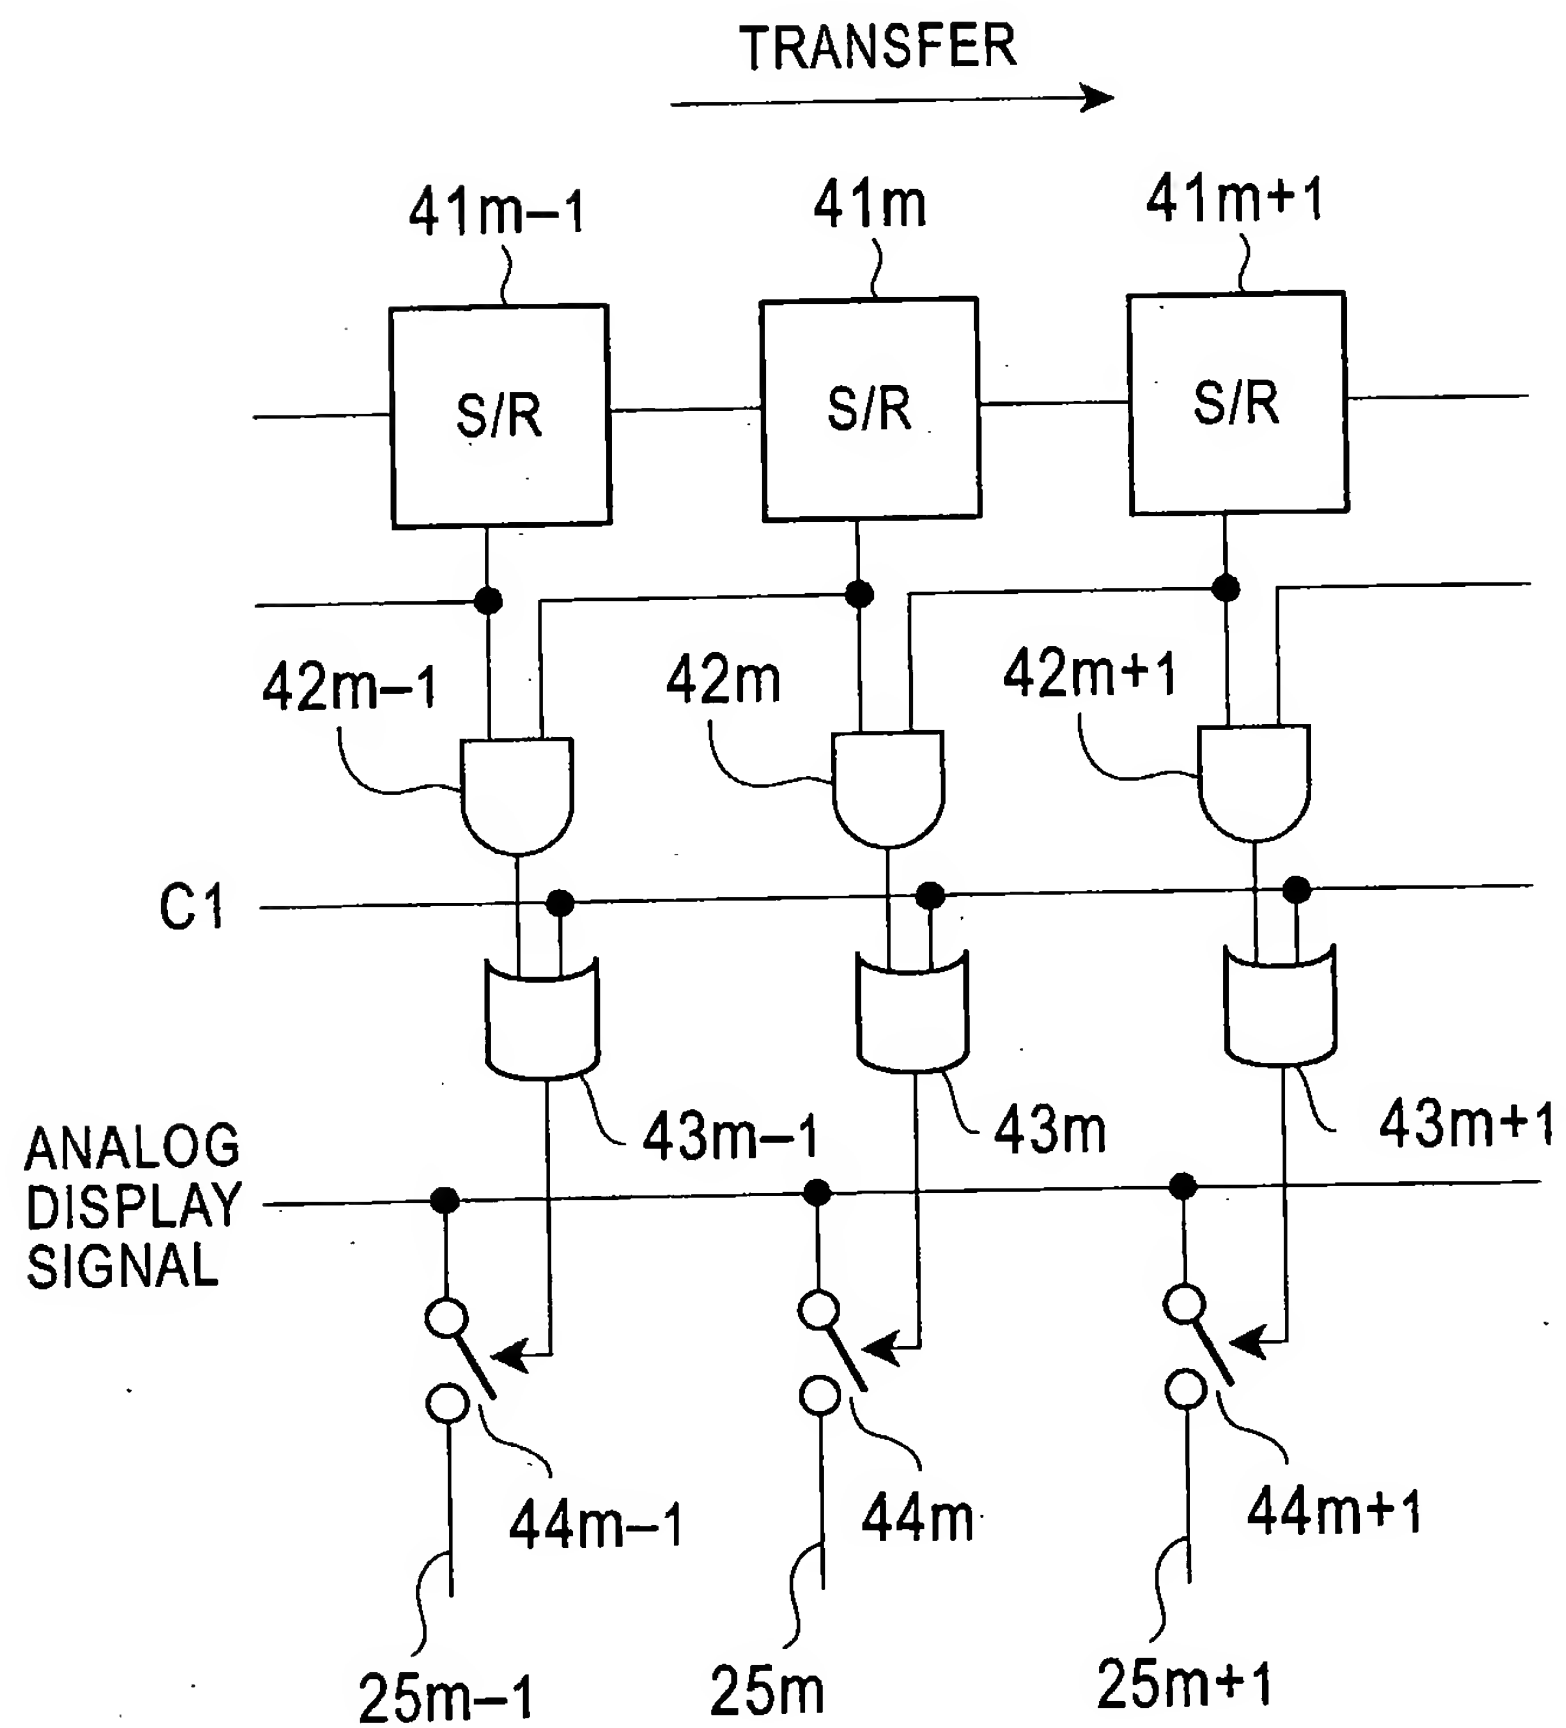 TRANSFER
41m–1
41m
41m+1
S/R
S/R
S/R
42m–1
42m
42m+1
C1
43m–1
43m
43m+1
ANALOG
DISPLAY
SIGNAL
44m–1
44m
44m+1
25m–1
25m
25m+1